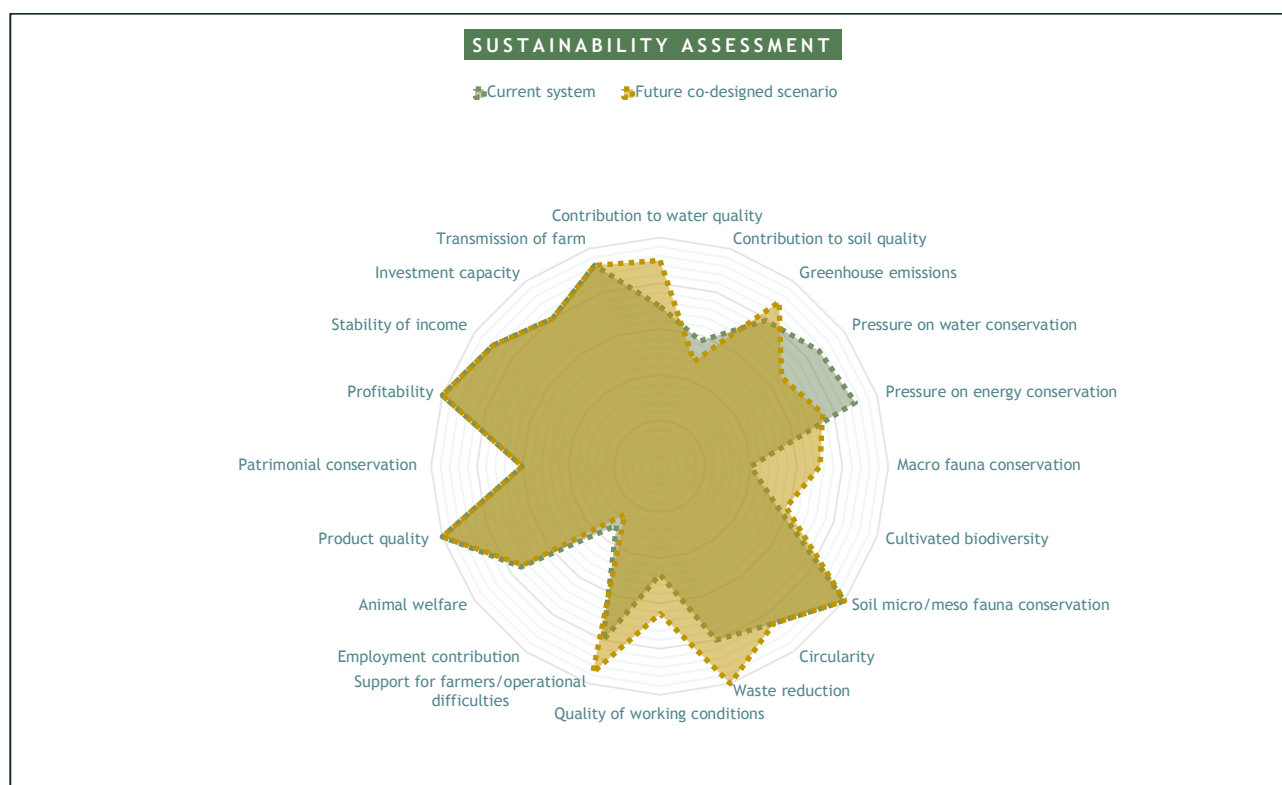 SUSTAINABILITY ASSESSMENT
Current system
Future co-designed scenario
Contribution to water quality
Contribution to soil quality
Greenhouse emissions
Pressure on water conservation
Pressure on energy conservation
Macro fauna conservation
Cultivated biodiversity
Soil micro/meso fauna conservation
Circularity
Waste reduction
Quality of working conditions
Support for farmers/operational
difficulties
Employment contribution
Animal welfare
Product quality
Patrimonial conservation
Profitability
Stability of income
Investment capacity
Transmission of farm